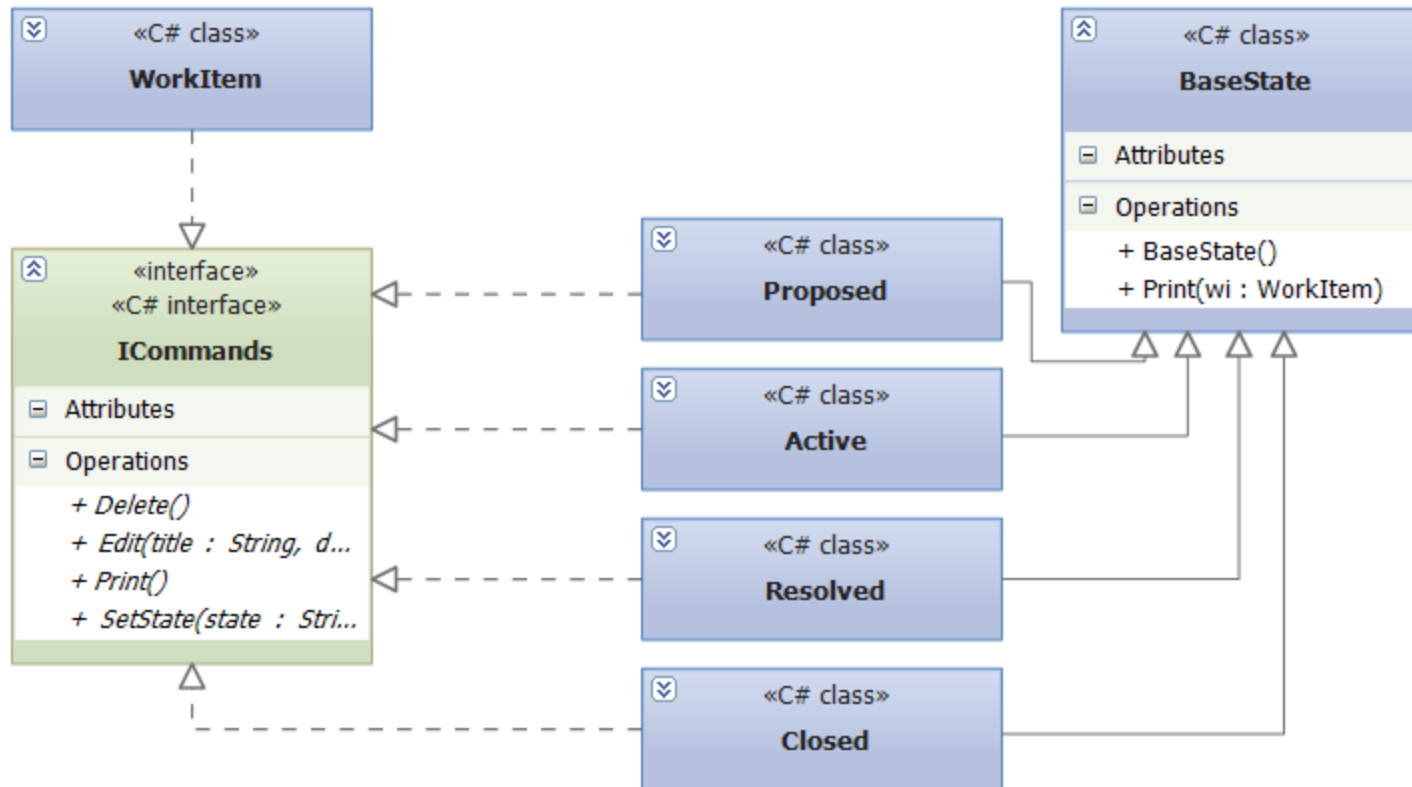 «C# class»
WorkItem
«interface»
«C# interface»
ICommands
Attributes
Operations
+ Delete()
+ Edit(title : String, d...
+ Print()
+ SetState(state : Stri...
«C# class»
Proposed
«C# class»
Active
«C# class»
Resolved
«C# class»
Closed
«C# class»
BaseState
Attributes
Operations
+ BaseState()
+ Print(wi : WorkItem)